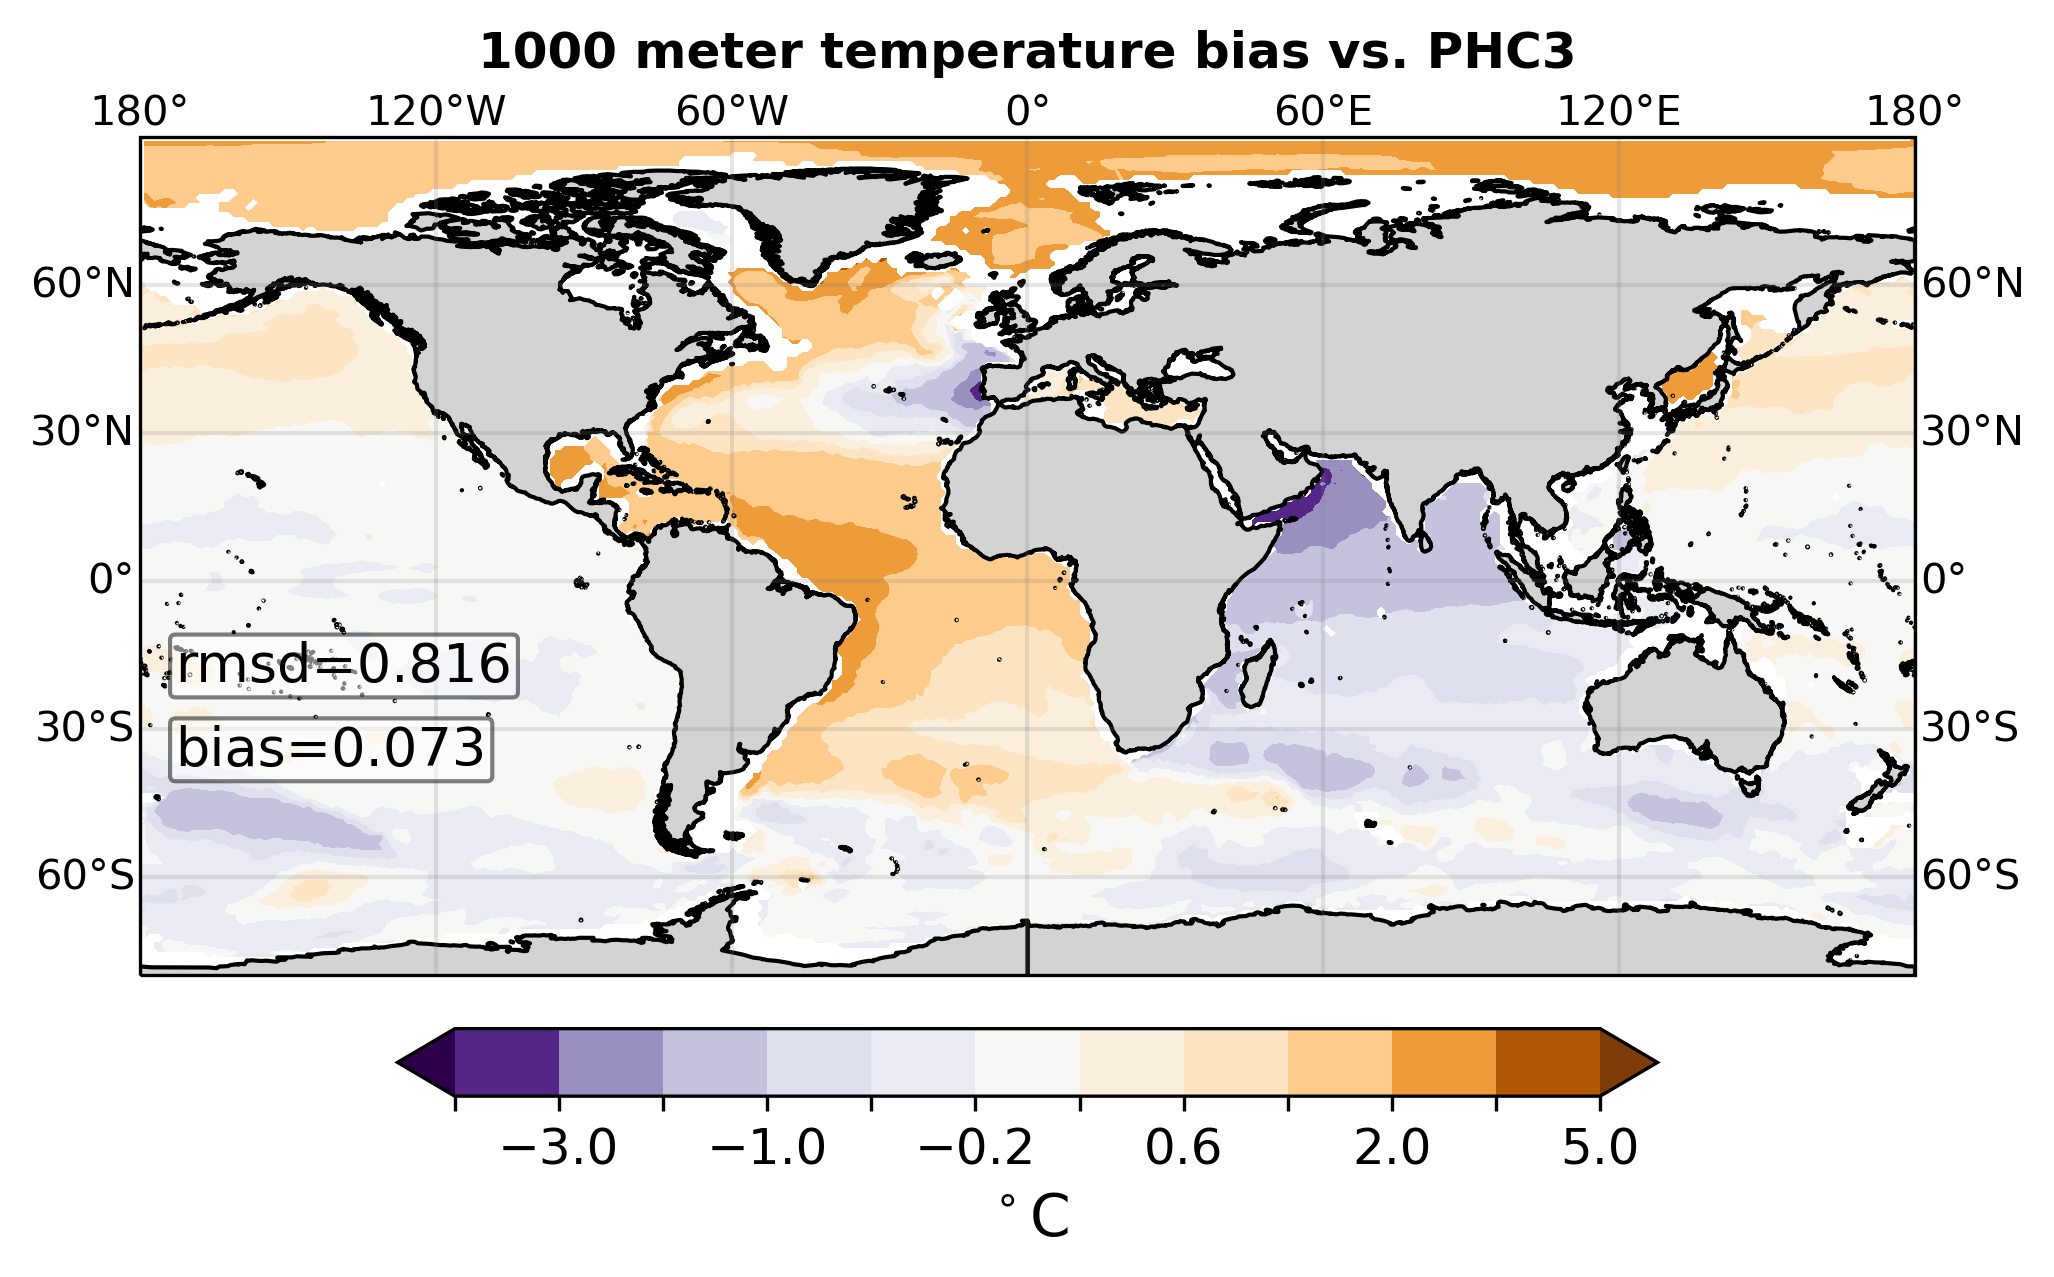 1000 meter temperature bias vs. PHC3
180° 120°W 60°W 0° 60°E 120°E 180°
60°N 60°N
30°N 30°N
0° 0°
rmsd=0.816
30°S 30°S
bias=0.073
60°S 60°S
−3.0 −1.0 −0.2 0.6 2.0 5.0
°C